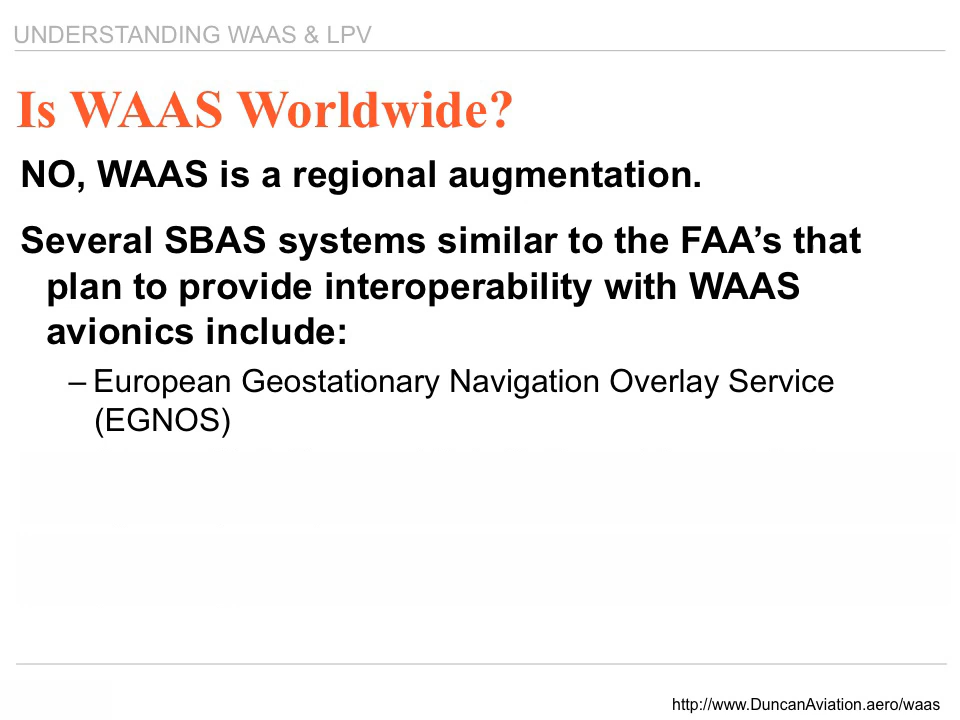 UNDERSTANDING WAAS & LPV
Is WAAS Worldwide?
NO, WAAS is a regional augmentation.
Several SBAS systems similar to the FAA’s that
plan to provide interoperability with WAAS
avionics include:
– European Geostationary Navigation Overlay Service
(EGNOS)
http://www.DuncanAviation.aero/waas